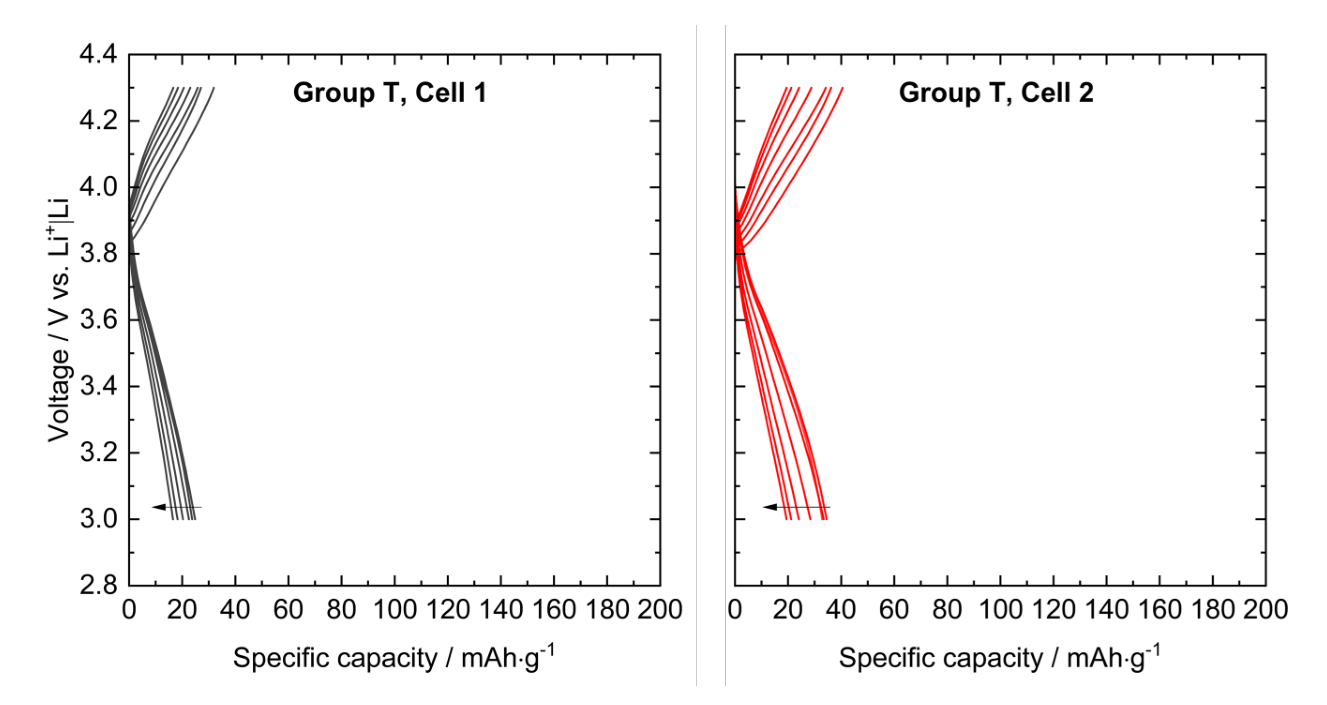 Group T, Cell 1
Voltage / V vs. Li⁺|Li
4.4
4.2
4.0
3.8
3.6
3.4
3.2
3.0
2.8
0 20 40 60 80 100 120 140 160 180 200
Specific capacity / mAh·g⁻¹
Group T, Cell 2
0 20 40 60 80 100 120 140 160 180 200
Specific capacity / mAh·g⁻¹